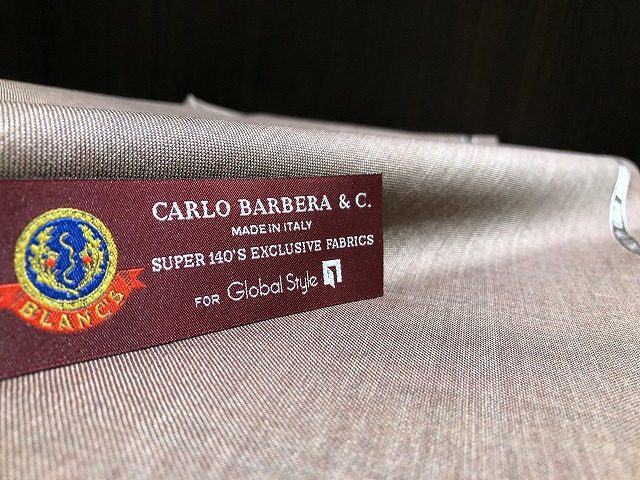 CARLO BARBERA & C.
MADE IN ITALY
SUPER 140'S EXCLUSIVE FABRICS
FOR Global Style
BLANCS